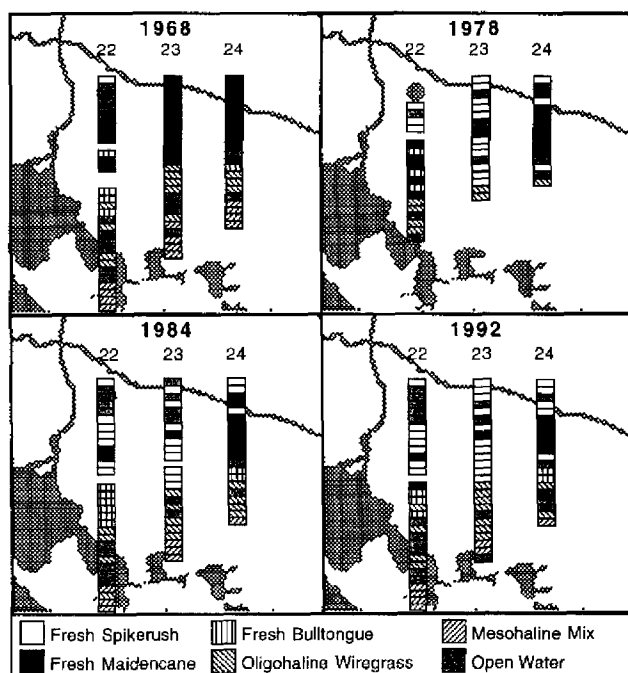 1968
22 23 24
1978
22 23 24
1984
22 23 24
1992
22 23 24
Fresh Spikerush Fresh Bulltongue Mesohaline Mix
Fresh Maidencane Oligohaline Wiregrass Open Water